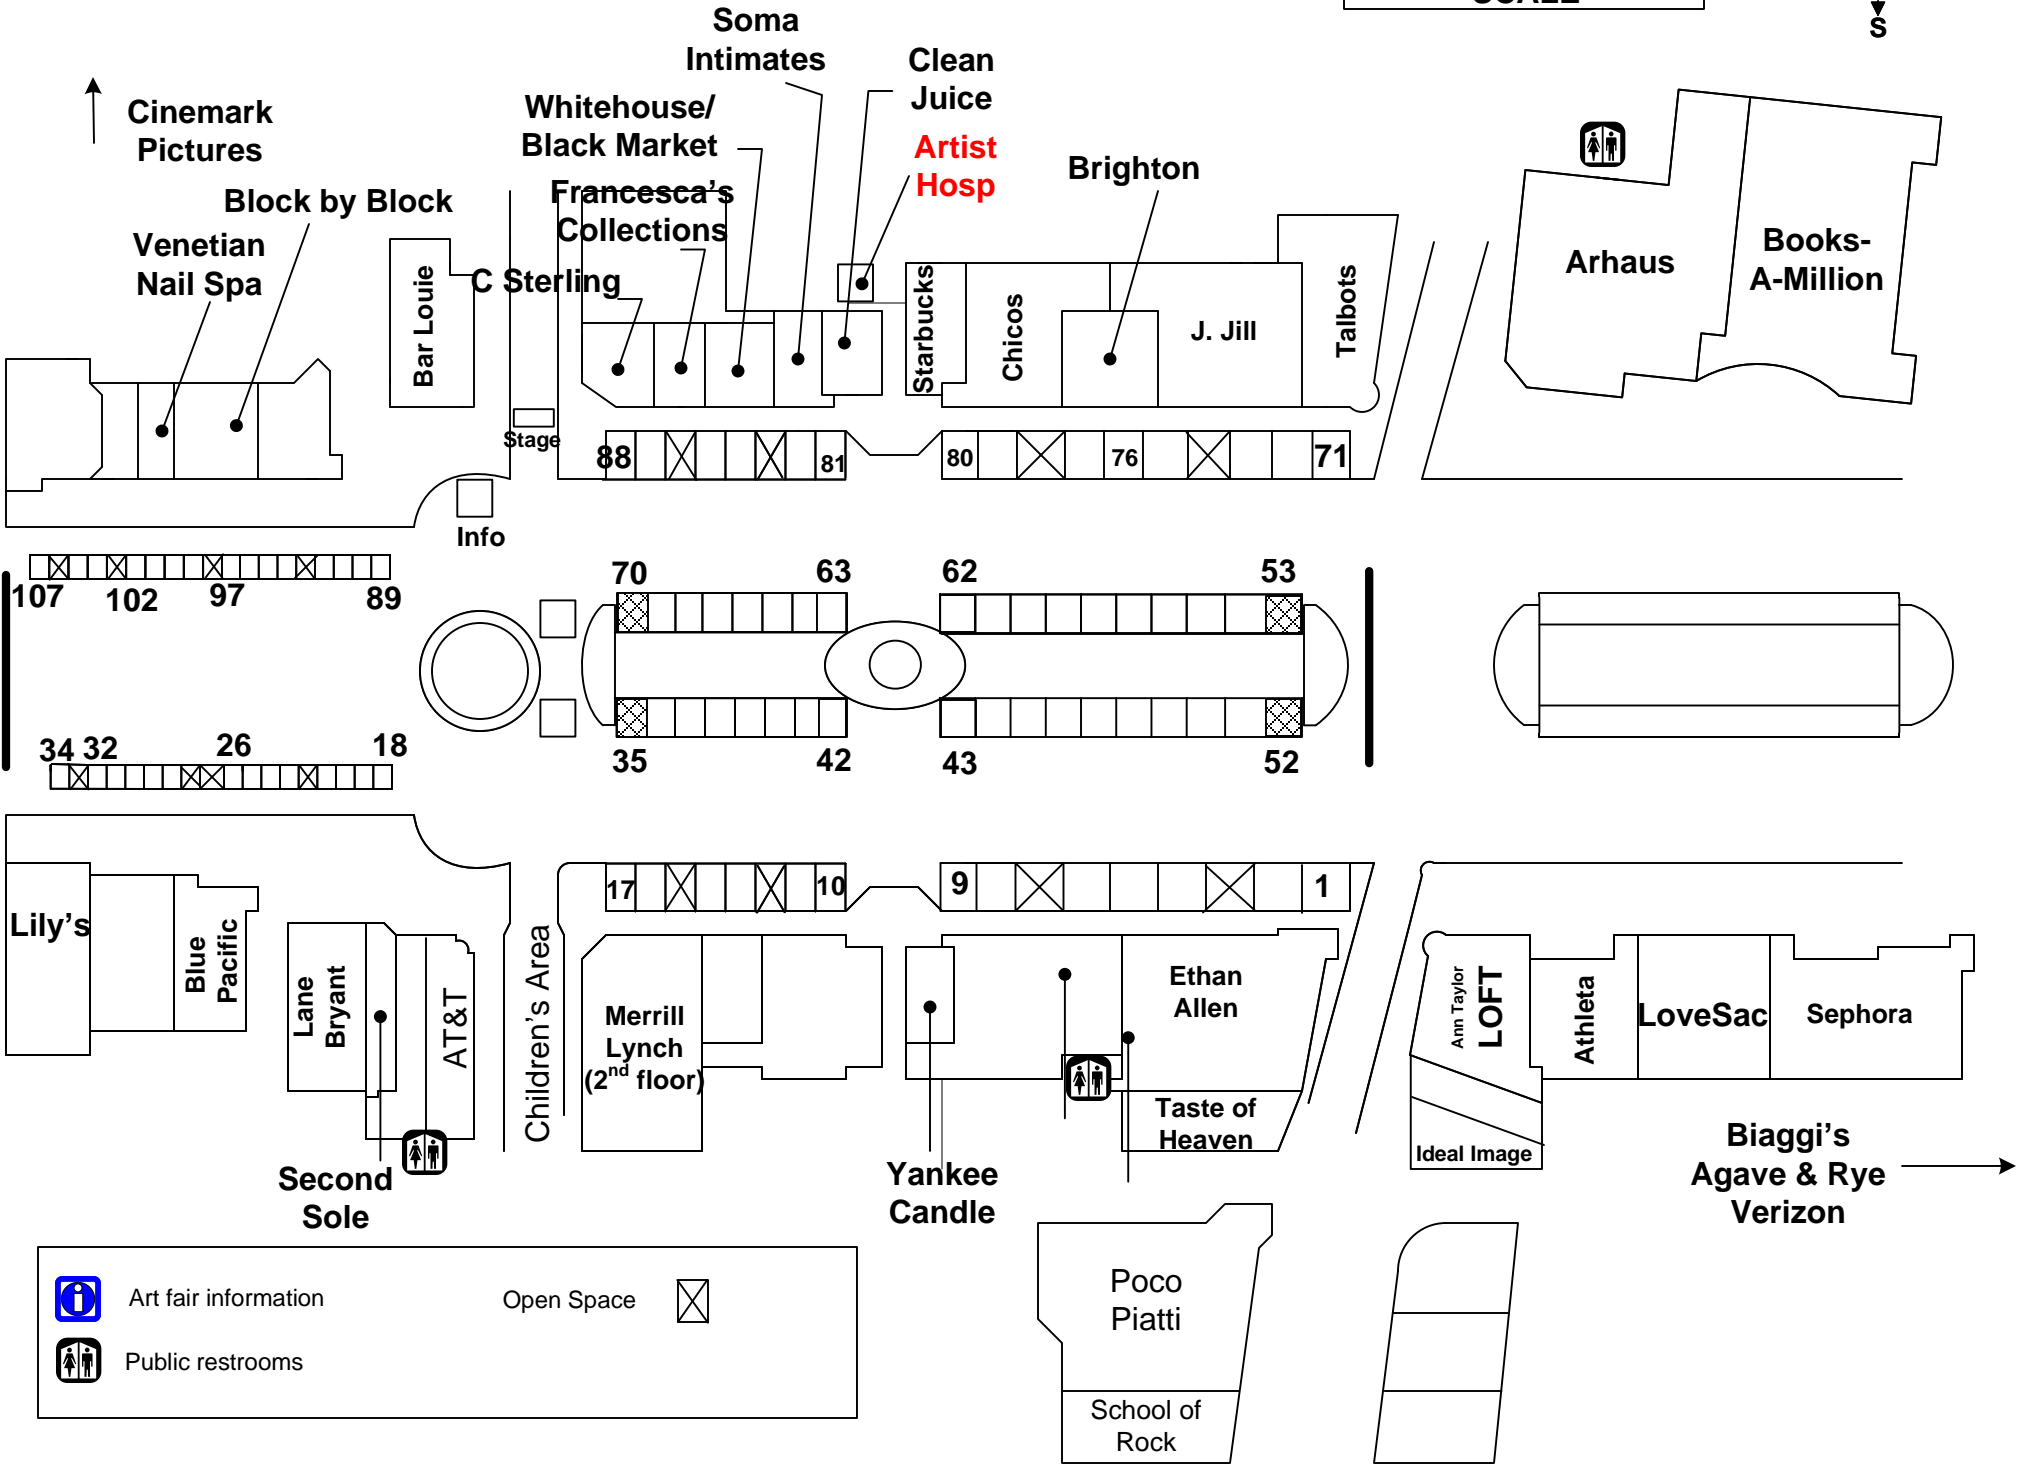 SCALE
S
Soma
Intimates
Clean
Juice
Cinemark
Pictures
Whitehouse/
Black Market
Artist
Hosp
Brighton
Francesca's
Collections
Block by Block
Venetian
Nail Spa
C Sterling
Bar Louie
Starbucks
Chicos
J. Jill
Talbots
Arhaus
Books-
A-Million
Stage
88
81
80
76
71
Info
107
102
97
89
70
63
62
53
34
32
26
18
35
42
43
52
17
10
9
1
Lily's
Blue
Pacific
Lane
Bryant
AT&T
Children's Area
Merrill
Lynch
(2nd floor)
Ethan
Allen
Taste of
Heaven
Ann Taylor
LOFT
Athleta
LoveSac
Sephora
Ideal Image
Second
Sole
Yankee
Candle
Biaggi's
Agave & Rye
Verizon
Poco
Piatti
School of
Rock
Art fair information
Open Space
Public restrooms